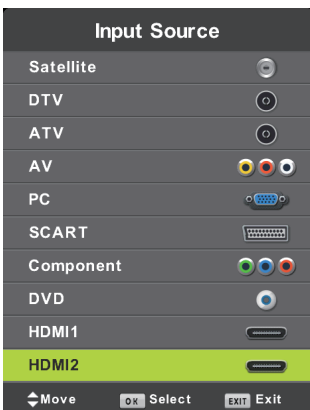 Input Source
Satellite
DTV
ATV
AV
PC
SCART
Component
DVD
HDMI1
HDMI2
Move OK Select EXIT Exit